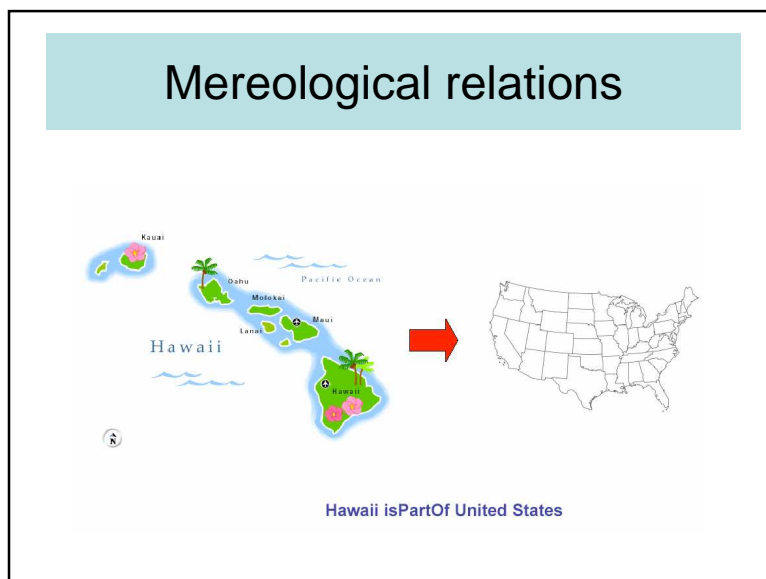 Mereological relations
Kauai
Oahu
Pacific Ocean
Molokai
Lanai
Maui
Hawaii
Hawaii
N
Hawaii isPartOf United States